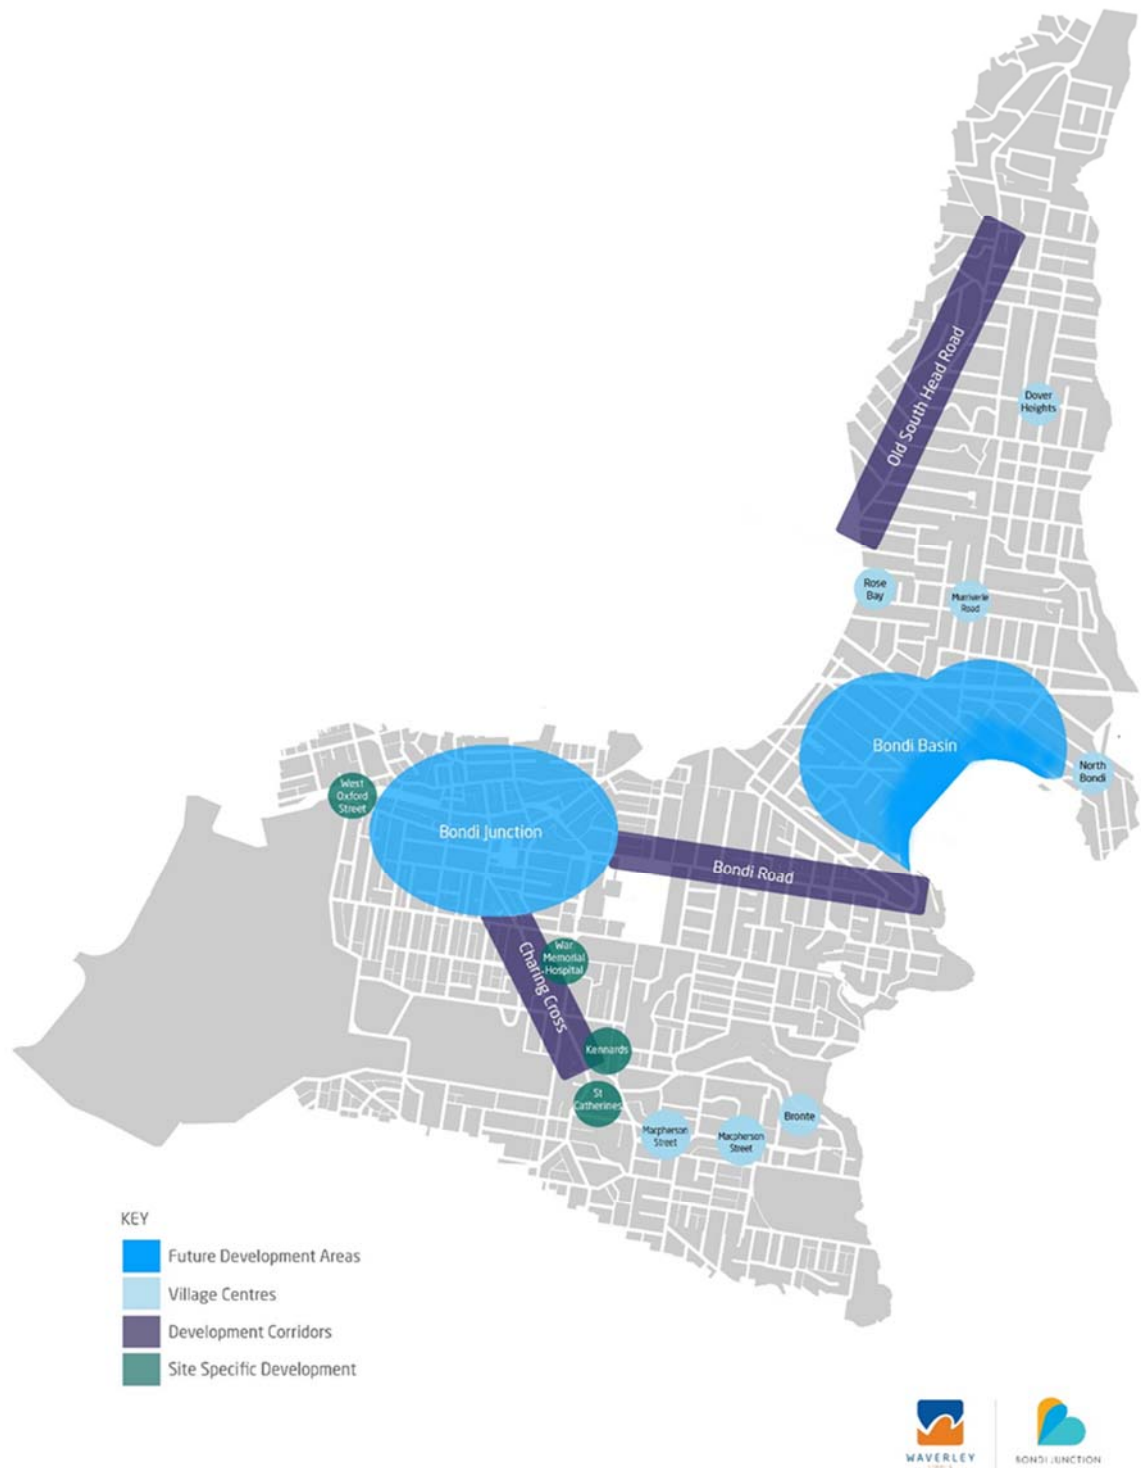 Old South Head Road
Dover
Heights
Rose
Bay
Murriverie
Road
Bondi Basin
North
Bondi
West
Oxford
Street
Bondi Junction
Bondi Road
Charing Cross
War
Memorial
Hospital
Kennards
St
Catherines
Macpherson
Street
Macpherson
Street
Bronte
KEY
Future Development Areas
Village Centres
Development Corridors
Site Specific Development
WAVERLEY
BONDI JUNCTION